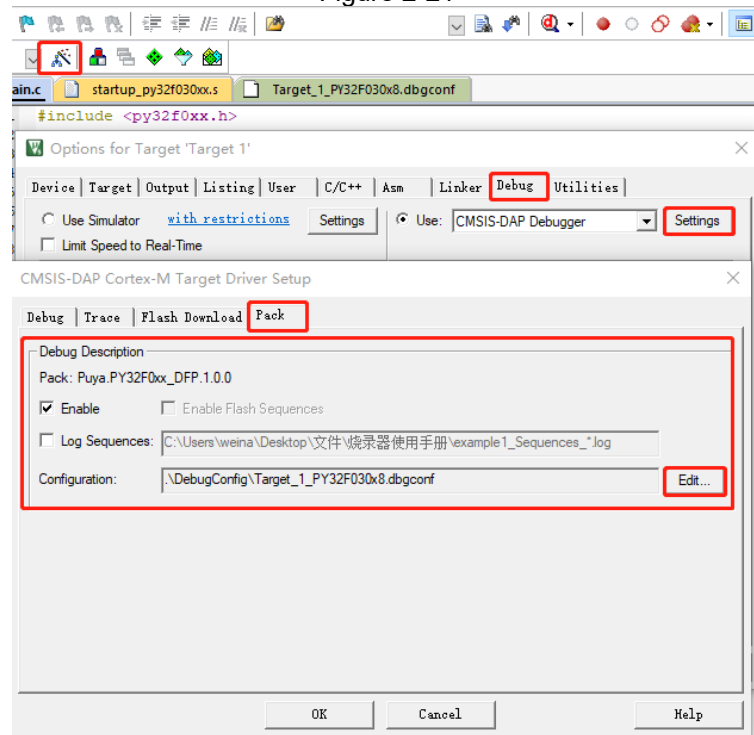 ain.c startup_py32f030xx.s Target_1_PY32F030x8.dbgconf
#include <py32f0xx.h>
Options for Target 'Target 1'
Device Target Output Listing User C/C++ Asm Linker Debug Utilities
Use Simulator with restrictions Settings Use: CMSIS-DAP Debugger Settings
Limit Speed to Real-Time
CMSIS-DAP Cortex-M Target Driver Setup
Debug Trace Flash Download Pack
Debug Description
Pack: Puya.PY32F0xx_DFP.1.0.0
Enable Enable Flash Sequences
Log Sequences: C:\Users\weina\Desktop\文件\烧录器使用手册\example1_Sequences_*.log
Configuration: .\DebugConfig\Target_1_PY32F030x8.dbgconf Edit...
OK Cancel Help